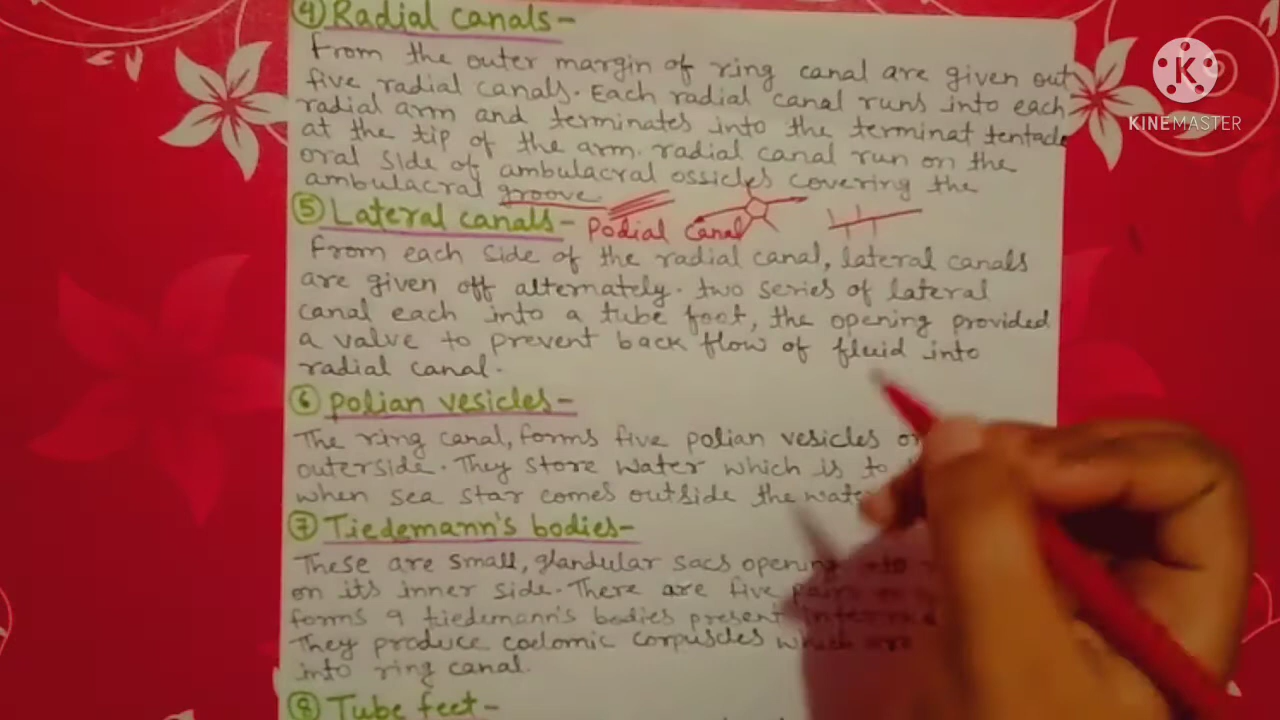 ④ Radial canals-
From the outer margin of ring canal are given out
five radial canals. Each radial canal runs into each
radial arm and terminates into the terminat tentacle
at the tip of the arm. radial canal run on the
oral side of ambulacral ossicles covering the
ambulacral groove.
⑤ Lateral canals- Podial Canal
From each side of the radial canal, lateral canals
are given off alternately. two series of lateral
canal each into a tube foot, the opening provided
a valve to prevent back flow of fluid into
radial canal.
⑥ polian vesicles-
The ring canal, forms five polian vesicles
outerside. They store water which is to
when sea star comes outside the
⑦ Tiedemann's bodies-
These are small, glandular sacs opening
on its inner side. There are five
forms 9 tiedemann's bodies present
They produce coelomic corpuscles which are
into ring canal.
⑧ Tube feet-
K
KINEMASTER